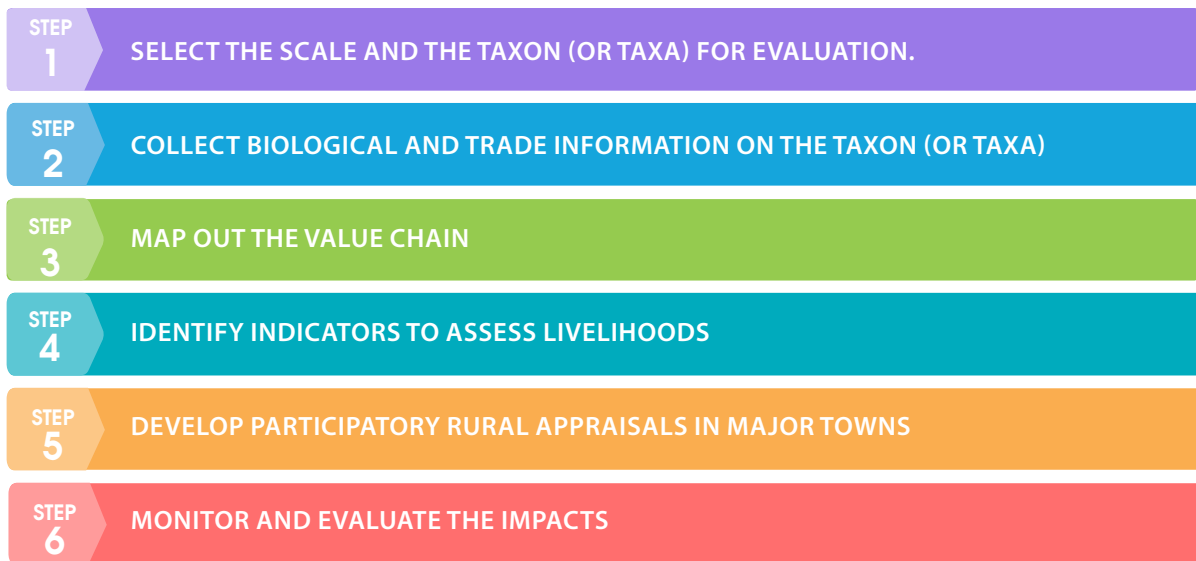 STEP
1
SELECT THE SCALE AND THE TAXON (OR TAXA) FOR EVALUATION.
STEP
2
COLLECT BIOLOGICAL AND TRADE INFORMATION ON THE TAXON (OR TAXA)
STEP
3
MAP OUT THE VALUE CHAIN
STEP
4
IDENTIFY INDICATORS TO ASSESS LIVELIHOODS
STEP
5
DEVELOP PARTICIPATORY RURAL APPRAISALS IN MAJOR TOWNS
STEP
6
MONITOR AND EVALUATE THE IMPACTS